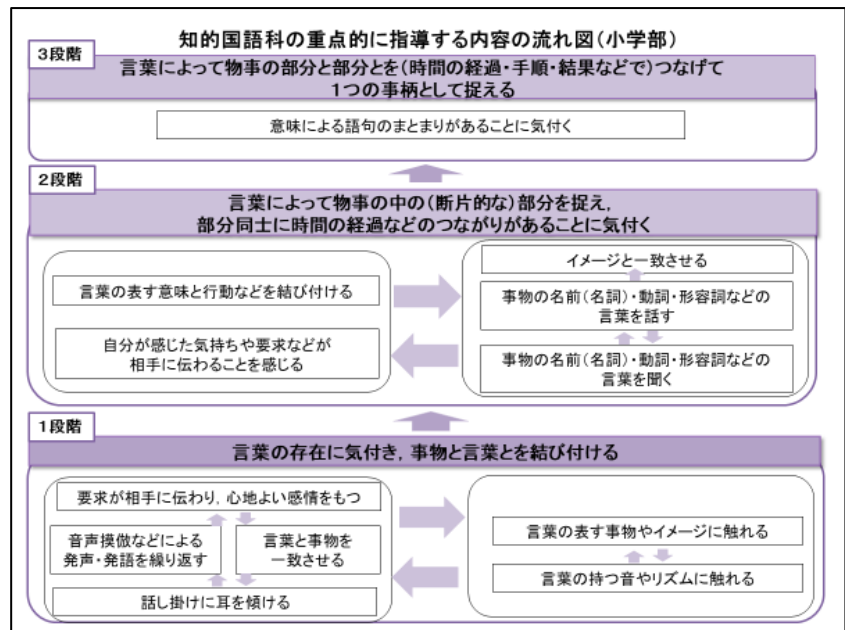 知的国語科の重点的に指導する内容の流れ図(小学部)
3段階
言葉によって物事の部分と部分とを(時間の経過・手順・結果などで)つなげて
1つの事柄として捉える
意味による語句のまとまりがあることに気付く
2段階
言葉によって物事の中の(断片的な)部分を捉え,
部分同士に時間の経過などのつながりがあることに気付く
言葉の表す意味と行動などを結び付ける
自分が感じた気持ちや要求などが
相手に伝わることを感じる
イメージと一致させる
事物の名前(名詞)・動詞・形容詞などの
言葉を話す
事物の名前(名詞)・動詞・形容詞などの
言葉を聞く
1段階
言葉の存在に気付き,事物と言葉とを結び付ける
要求が相手に伝わり,心地よい感情をもつ
音声摸倣などによる
発声・発語を繰り返す
言葉と事物を
一致させる
話し掛けに耳を傾ける
言葉の表す事物やイメージに触れる
言葉の持つ音やリズムに触れる